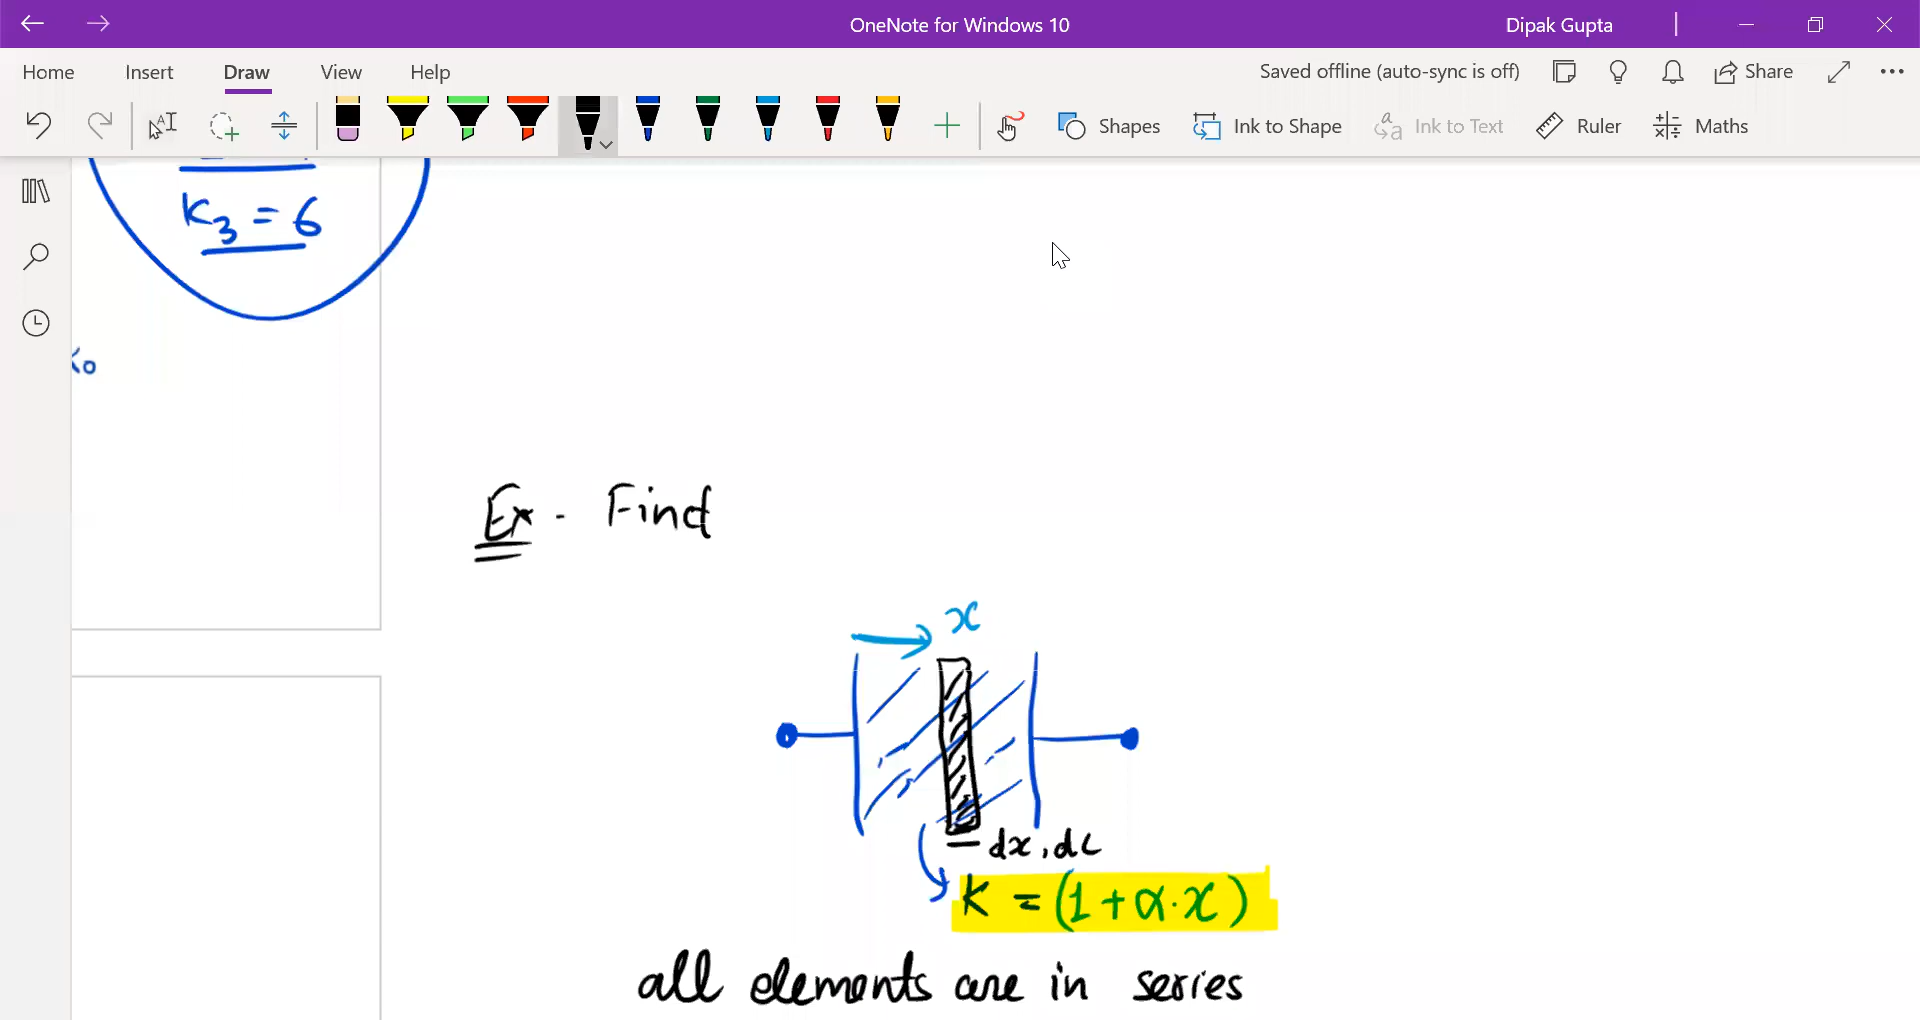 OneNote for Windows 10
Dipak Gupta
Home Insert Draw View Help
Saved offline (auto-sync is off)
Share
Shapes
Ink to Shape
Ink to Text
Ruler
Maths
K3 = 6
K0
Ex - Find
x
dx, dc
K = (1 + α · x)
all elements are in series